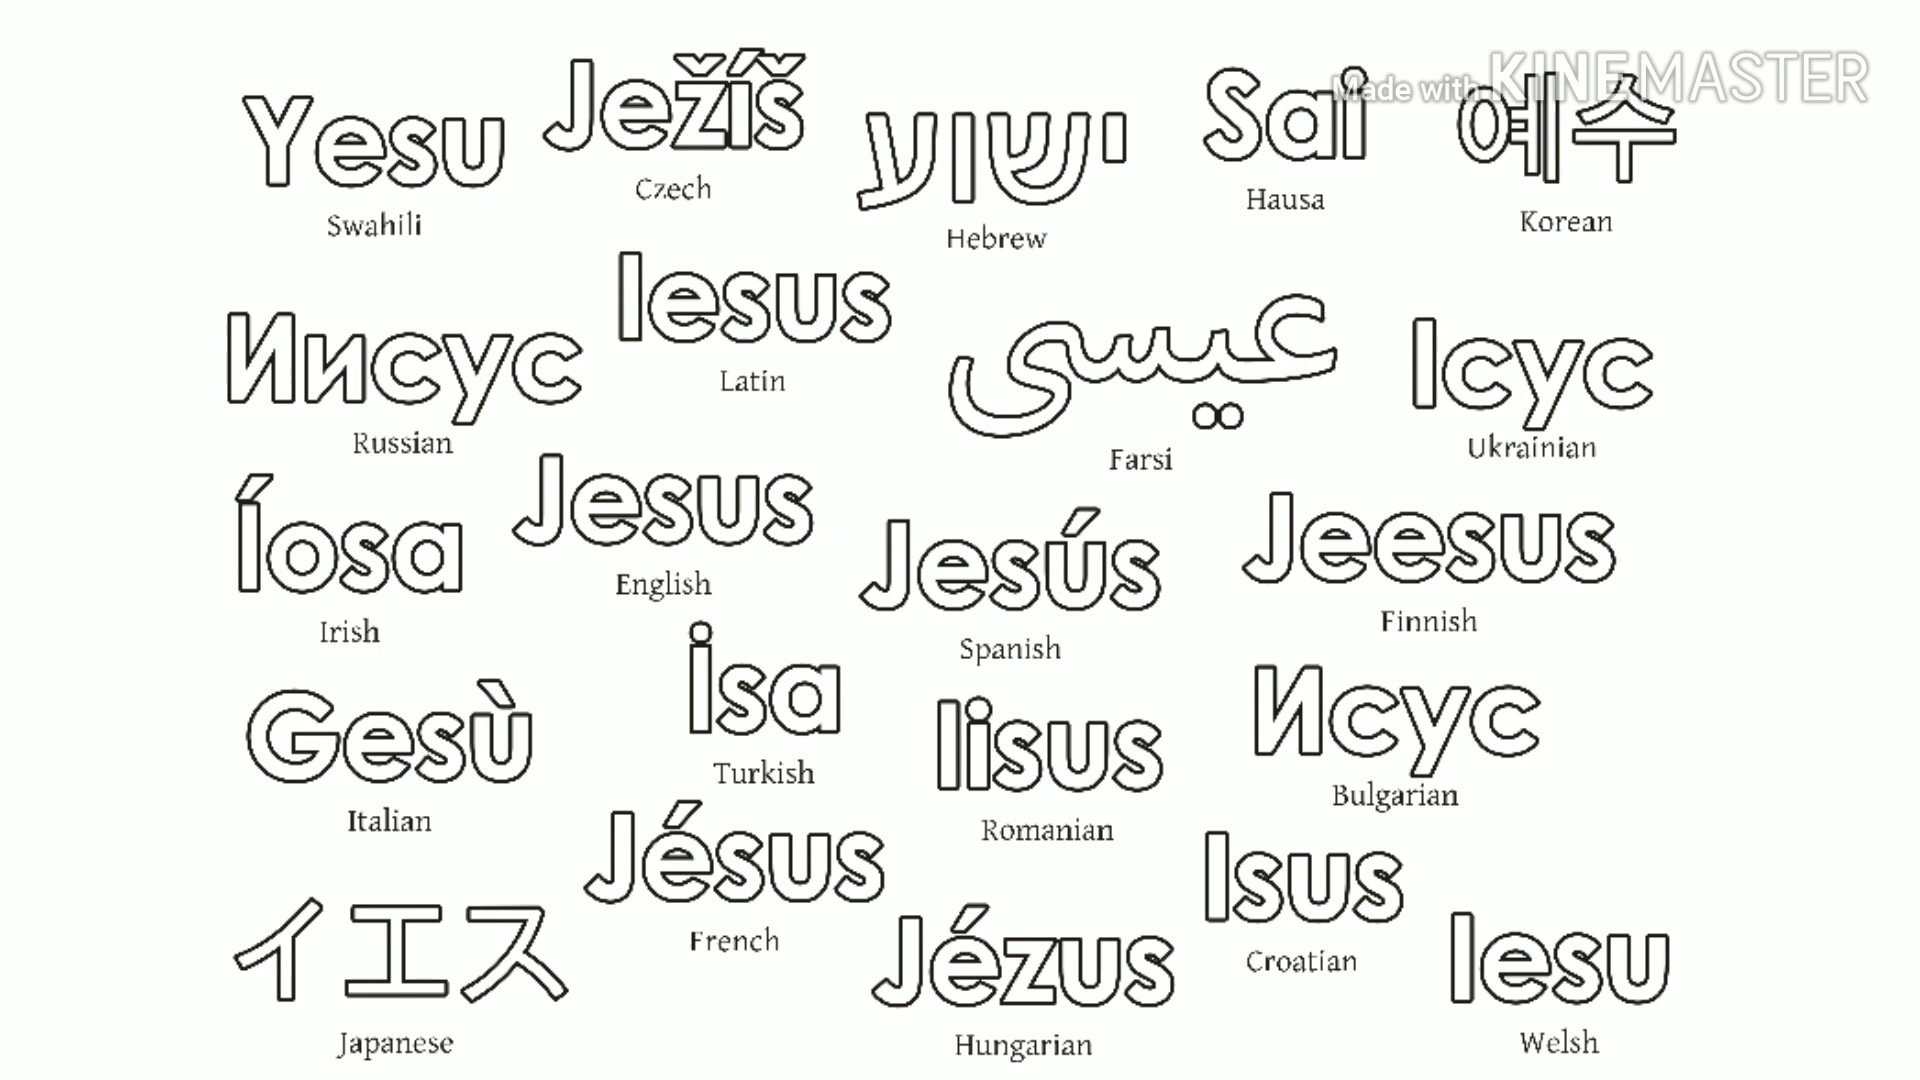 Yesu
Swahili
Ježíš
Czech
ישוע
Hebrew
Sai
Hausa
예수
Korean
Made with KINEMASTER
Иисус
Russian
Iesus
Latin
عیسی
Farsi
Ісус
Ukrainian
Íosa
Irish
Jesus
English
Jesús
Spanish
Jeesus
Finnish
Gesù
Italian
İsa
Turkish
Iisus
Romanian
Исус
Bulgarian
イエス
Japanese
Jésus
French
Jézus
Hungarian
Isus
Croatian
Iesu
Welsh